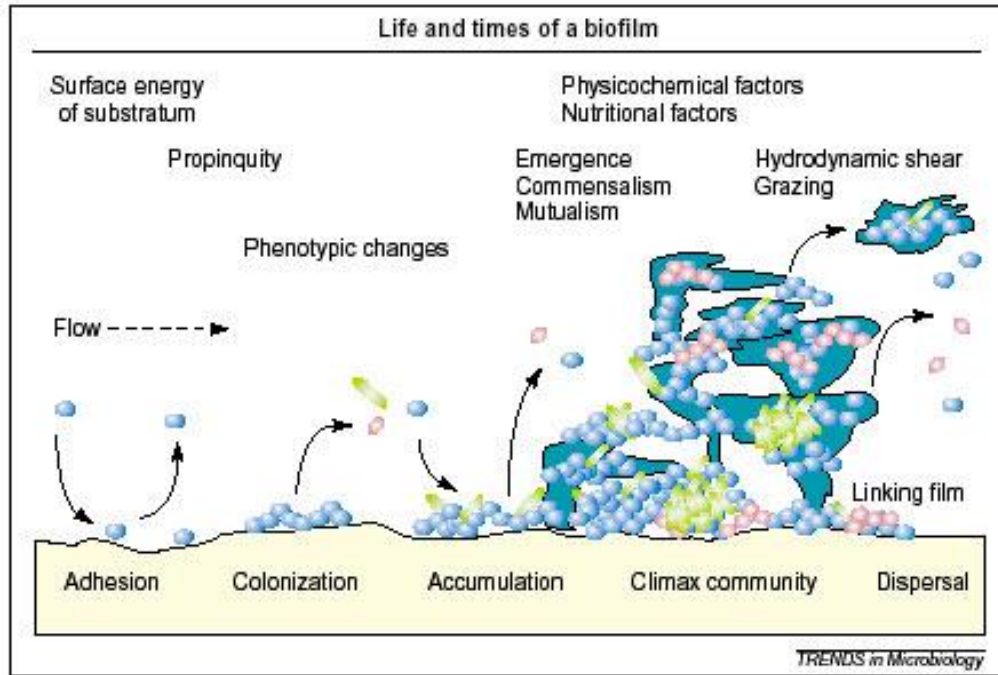 Life and times of a biofilm
Surface energy
of substratum
Physicochemical factors
Nutritional factors
Propinquity
Emergence
Commensalism
Mutualism
Hydrodynamic shear
Grazing
Phenotypic changes
Flow
Linking film
Adhesion
Colonization
Accumulation
Climax community
Dispersal
TRENDS in Microbiology